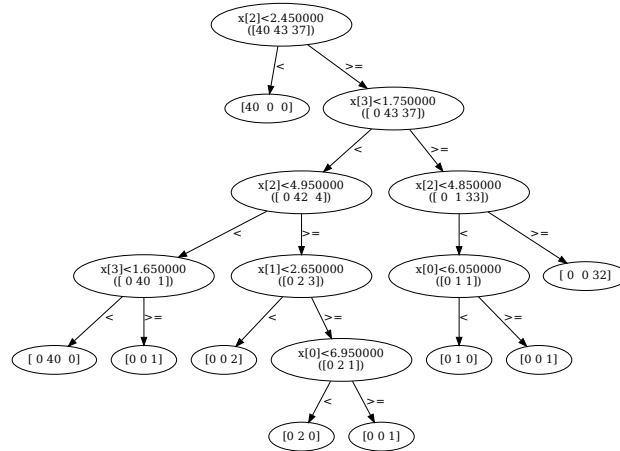 x[2]<2.450000
([40 43 37])
<
>=
[40  0  0]
x[3]<1.750000
([ 0 43 37])
<
>=
x[2]<4.950000
([ 0 42  4])
x[2]<4.850000
([ 0  1 33])
<
>=
<
>=
x[3]<1.650000
([ 0 40  1])
x[1]<2.650000
([0 2 3])
x[0]<6.050000
([0 1 1])
[ 0  0 32]
<
>=
<
>=
<
>=
[ 0 40  0]
[0 0 1]
[0 0 2]
x[0]<6.950000
([0 2 1])
[0 1 0]
[0 0 1]
<
>=
[0 2 0]
[0 0 1]